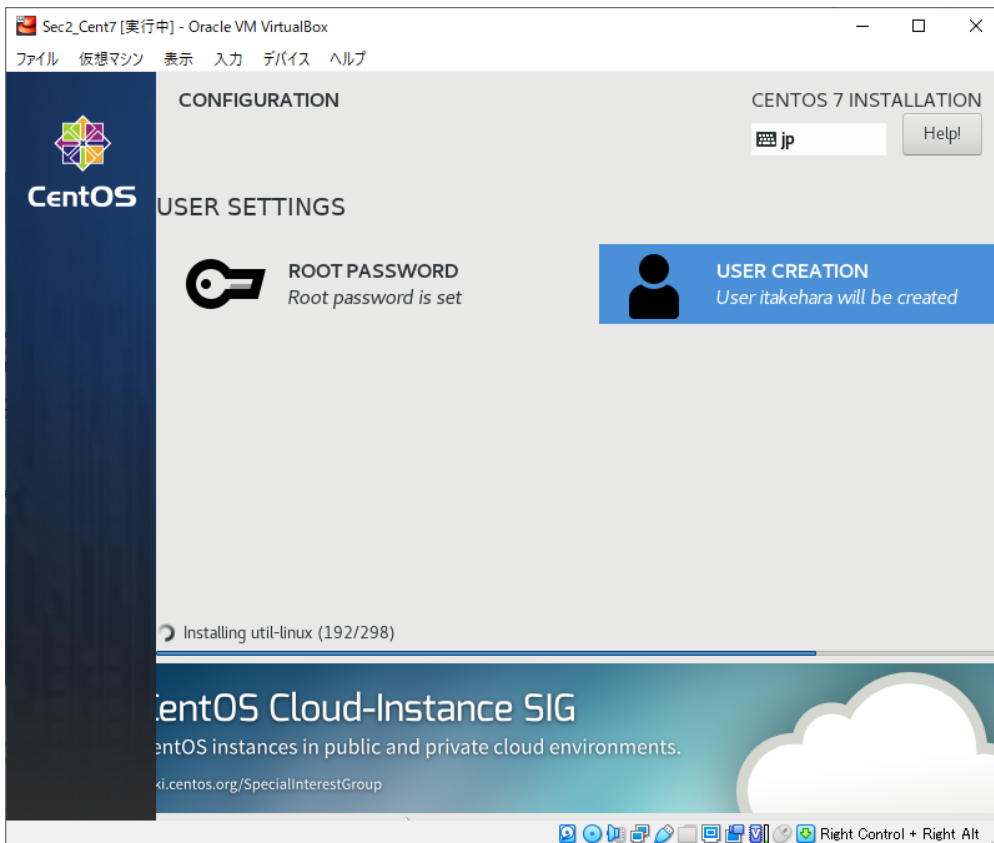 Sec2_Cent7 [実行中] - Oracle VM VirtualBox
ファイル 仮想マシン 表示 入力 デバイス ヘルプ
CONFIGURATION
CENTOS 7 INSTALLATION
jp
Help!
CentOS
USER SETTINGS
ROOT PASSWORD
Root password is set
USER CREATION
User itakehara will be created
Installing util-linux (192/298)
entOS Cloud-Instance SIG
entOS instances in public and private cloud environments.
ki.centos.org/SpecialInterestGroup
Right Control + Right Alt